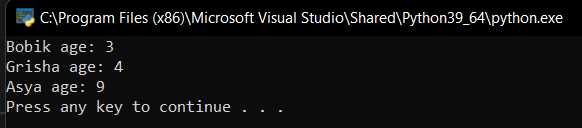 C:\Program Files (x86)\Microsoft Visual Studio\Shared\Python39_64\python.exe
Bobik age: 3
Grisha age: 4
Asya age: 9
Press any key to continue . . .